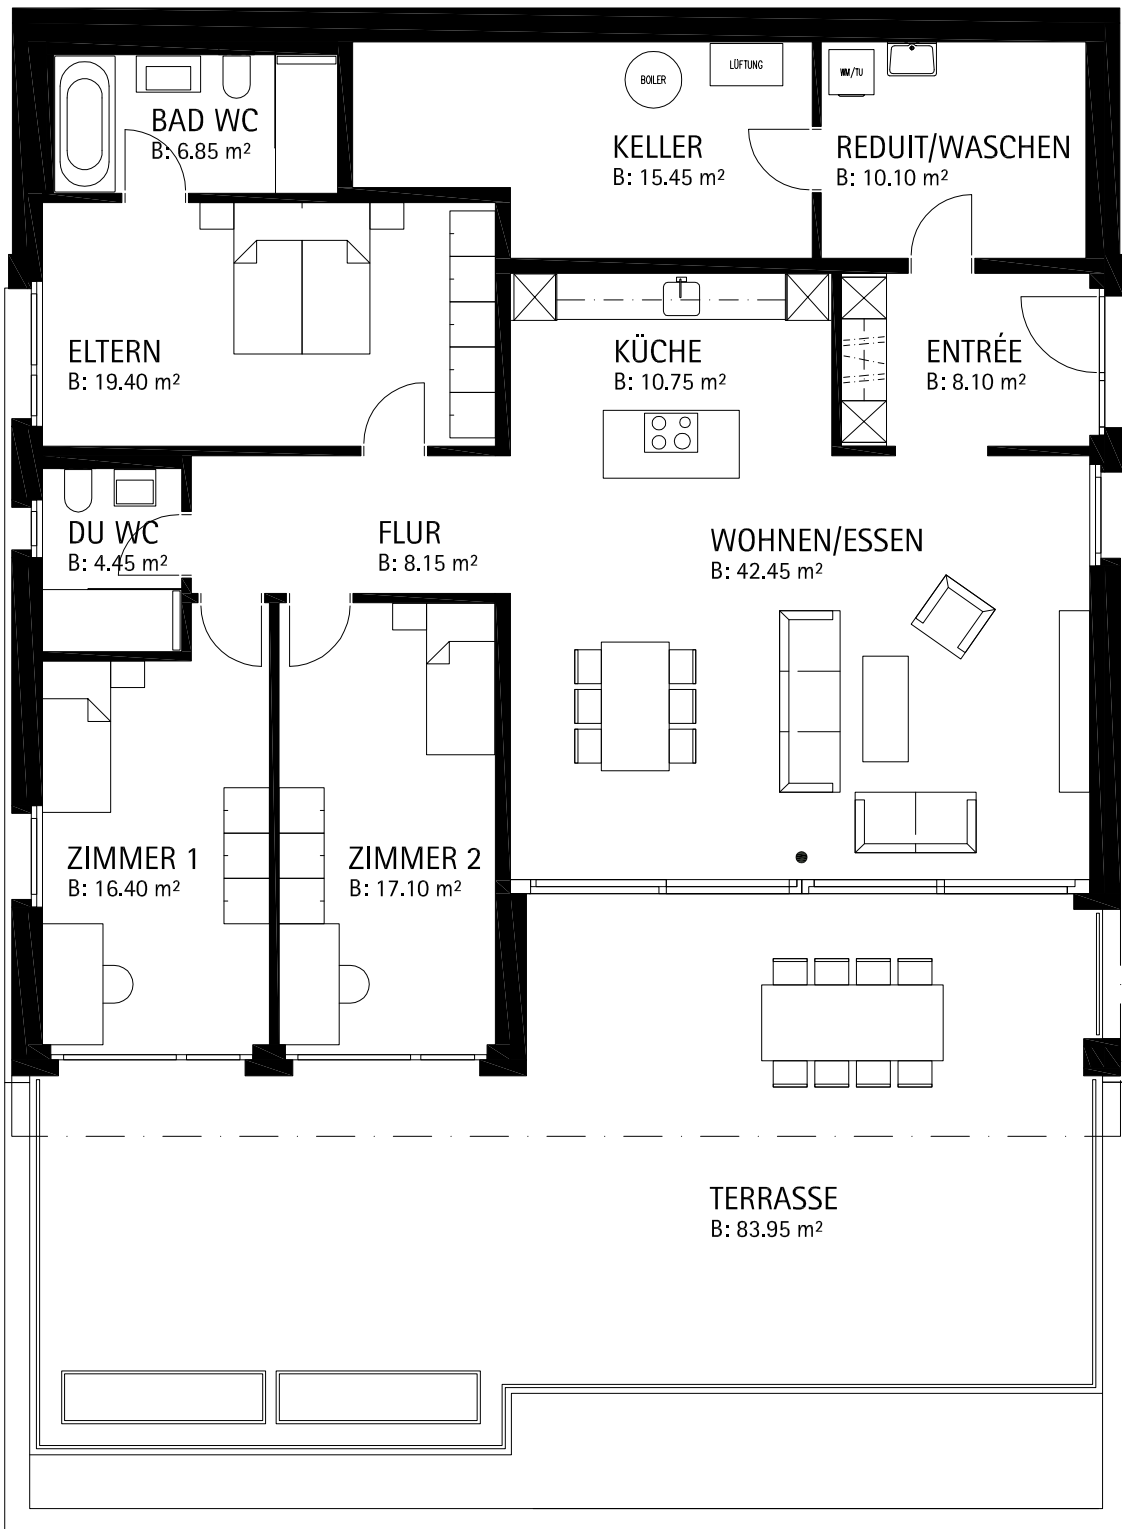 BOILER
LÜFTUNG
WM/TU
BAD WC
B: 6.85 m²
KELLER
B: 15.45 m²
REDUIT/WASCHEN
B: 10.10 m²
ELTERN
B: 19.40 m²
KÜCHE
B: 10.75 m²
ENTRÉE
B: 8.10 m²
DU WC
B: 4.45 m²
FLUR
B: 8.15 m²
WOHNEN/ESSEN
B: 42.45 m²
ZIMMER 1
B: 16.40 m²
ZIMMER 2
B: 17.10 m²
TERRASSE
B: 83.95 m²